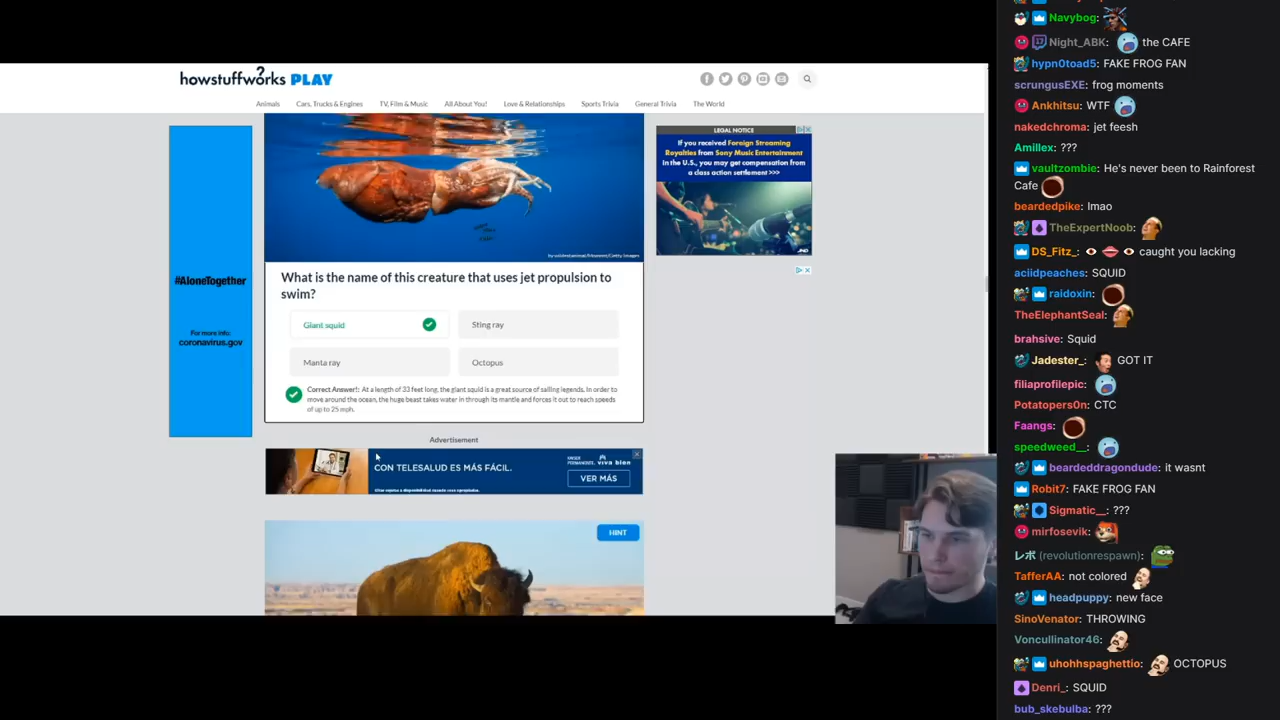 howstuffworks PLAY
Animals Cars, Trucks & Engines TV, Film & Music All About You! Love & Relationships Sports Trivia General Trivia The World
#AloneTogether
For more info:
coronavirus.gov
What is the name of this creature that uses jet propulsion to
swim?
Giant squid
Sting ray
Manta ray
Octopus
Correct Answer!: At a length of 33 feet long, the giant squid is a great source of sailing legends. In order to
move around the ocean, the huge beast takes water in through its mantle and forces it out to reach speeds
of up to 25 mph.
Advertisement
CON TELESALUD ES MÁS FÁCIL.
viva bien
VER MÁS
HINT
LEGAL NOTICE
If you received Foreign Streaming
Royalties from Sony Music Entertainment
in the U.S., you may get compensation from
a class action settlement >>>
Navybog:
Night_ABK: the CAFE
hypn0toad5: FAKE FROG FAN
scrungusEXE: frog moments
Ankhitsu: WTF
nakedchroma: jet feesh
Amillex: ???
vaultzombie: He's never been to Rainforest
Cafe
beardedpike: lmao
TheExpertNoob:
DS_Fitz_: caught you lacking
aciidpeaches: SQUID
raidoxin:
TheElephantSeal:
brahsive: Squid
Jadester_: GOT IT
filiaprofilepic:
Potatopers0n: CTC
Faangs:
speedweed__:
beardeddragondude: it wasnt
Robit7: FAKE FROG FAN
Sigmatic__: ???
mirfosevik:
レボ (revolutionrespawn):
TafferAA: not colored
headpuppy: new face
SinoVenator: THROWING
Voncullinator46:
uhohhspaghettio: OCTOPUS
Denri_: SQUID
bub_skebulba: ???